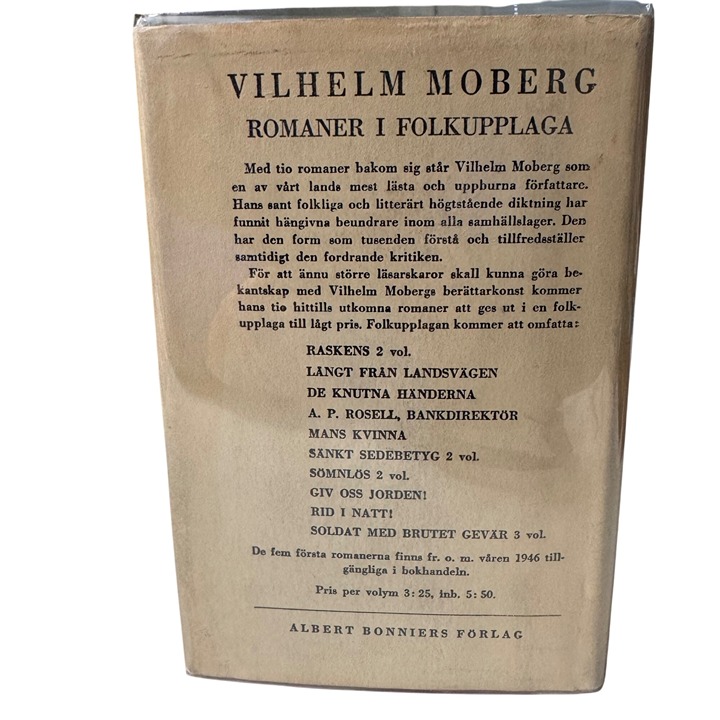 VILHELM MOBERG
ROMANER I FOLKUPPLAGA
Med tio romaner bakom sig står Vilhelm Moberg som
en av vårt lands mest lästa och uppburna författare.
Hans sant folkliga och litterärt högtstående diktning har
funnit hängivna beundrare inom alla samhällslager. Den
har den form som tusenden förstå och tillfredsställer
samtidigt den fordrande kritiken.
För att ännu större läsarskaror skall kunna göra be-
kantskap med Vilhelm Mobergs berättarkonst kommer
hans tio hittills utkomna romaner att ges ut i en folk-
upplaga till lågt pris. Folkupplagan kommer att omfatta:
RASKENS 2 vol.
LÅNGT FRÅN LANDSVÄGEN
DE KNUTNA HÄNDERNA
A. P. ROSELL, BANKDIREKTÖR
MANS KVINNA
SÄNKT SEDEBETYG 2 vol.
SÖMNLÖS 2 vol.
GIV OSS JORDEN!
RID I NATT!
SOLDAT MED BRUTET GEVÄR 3 vol.
De fem första romanerna finns fr. o. m. våren 1946 till-
gängliga i bokhandeln.
Pris per volym 3: 25, inb. 5: 50.
ALBERT BONNIERS FÖRLAG